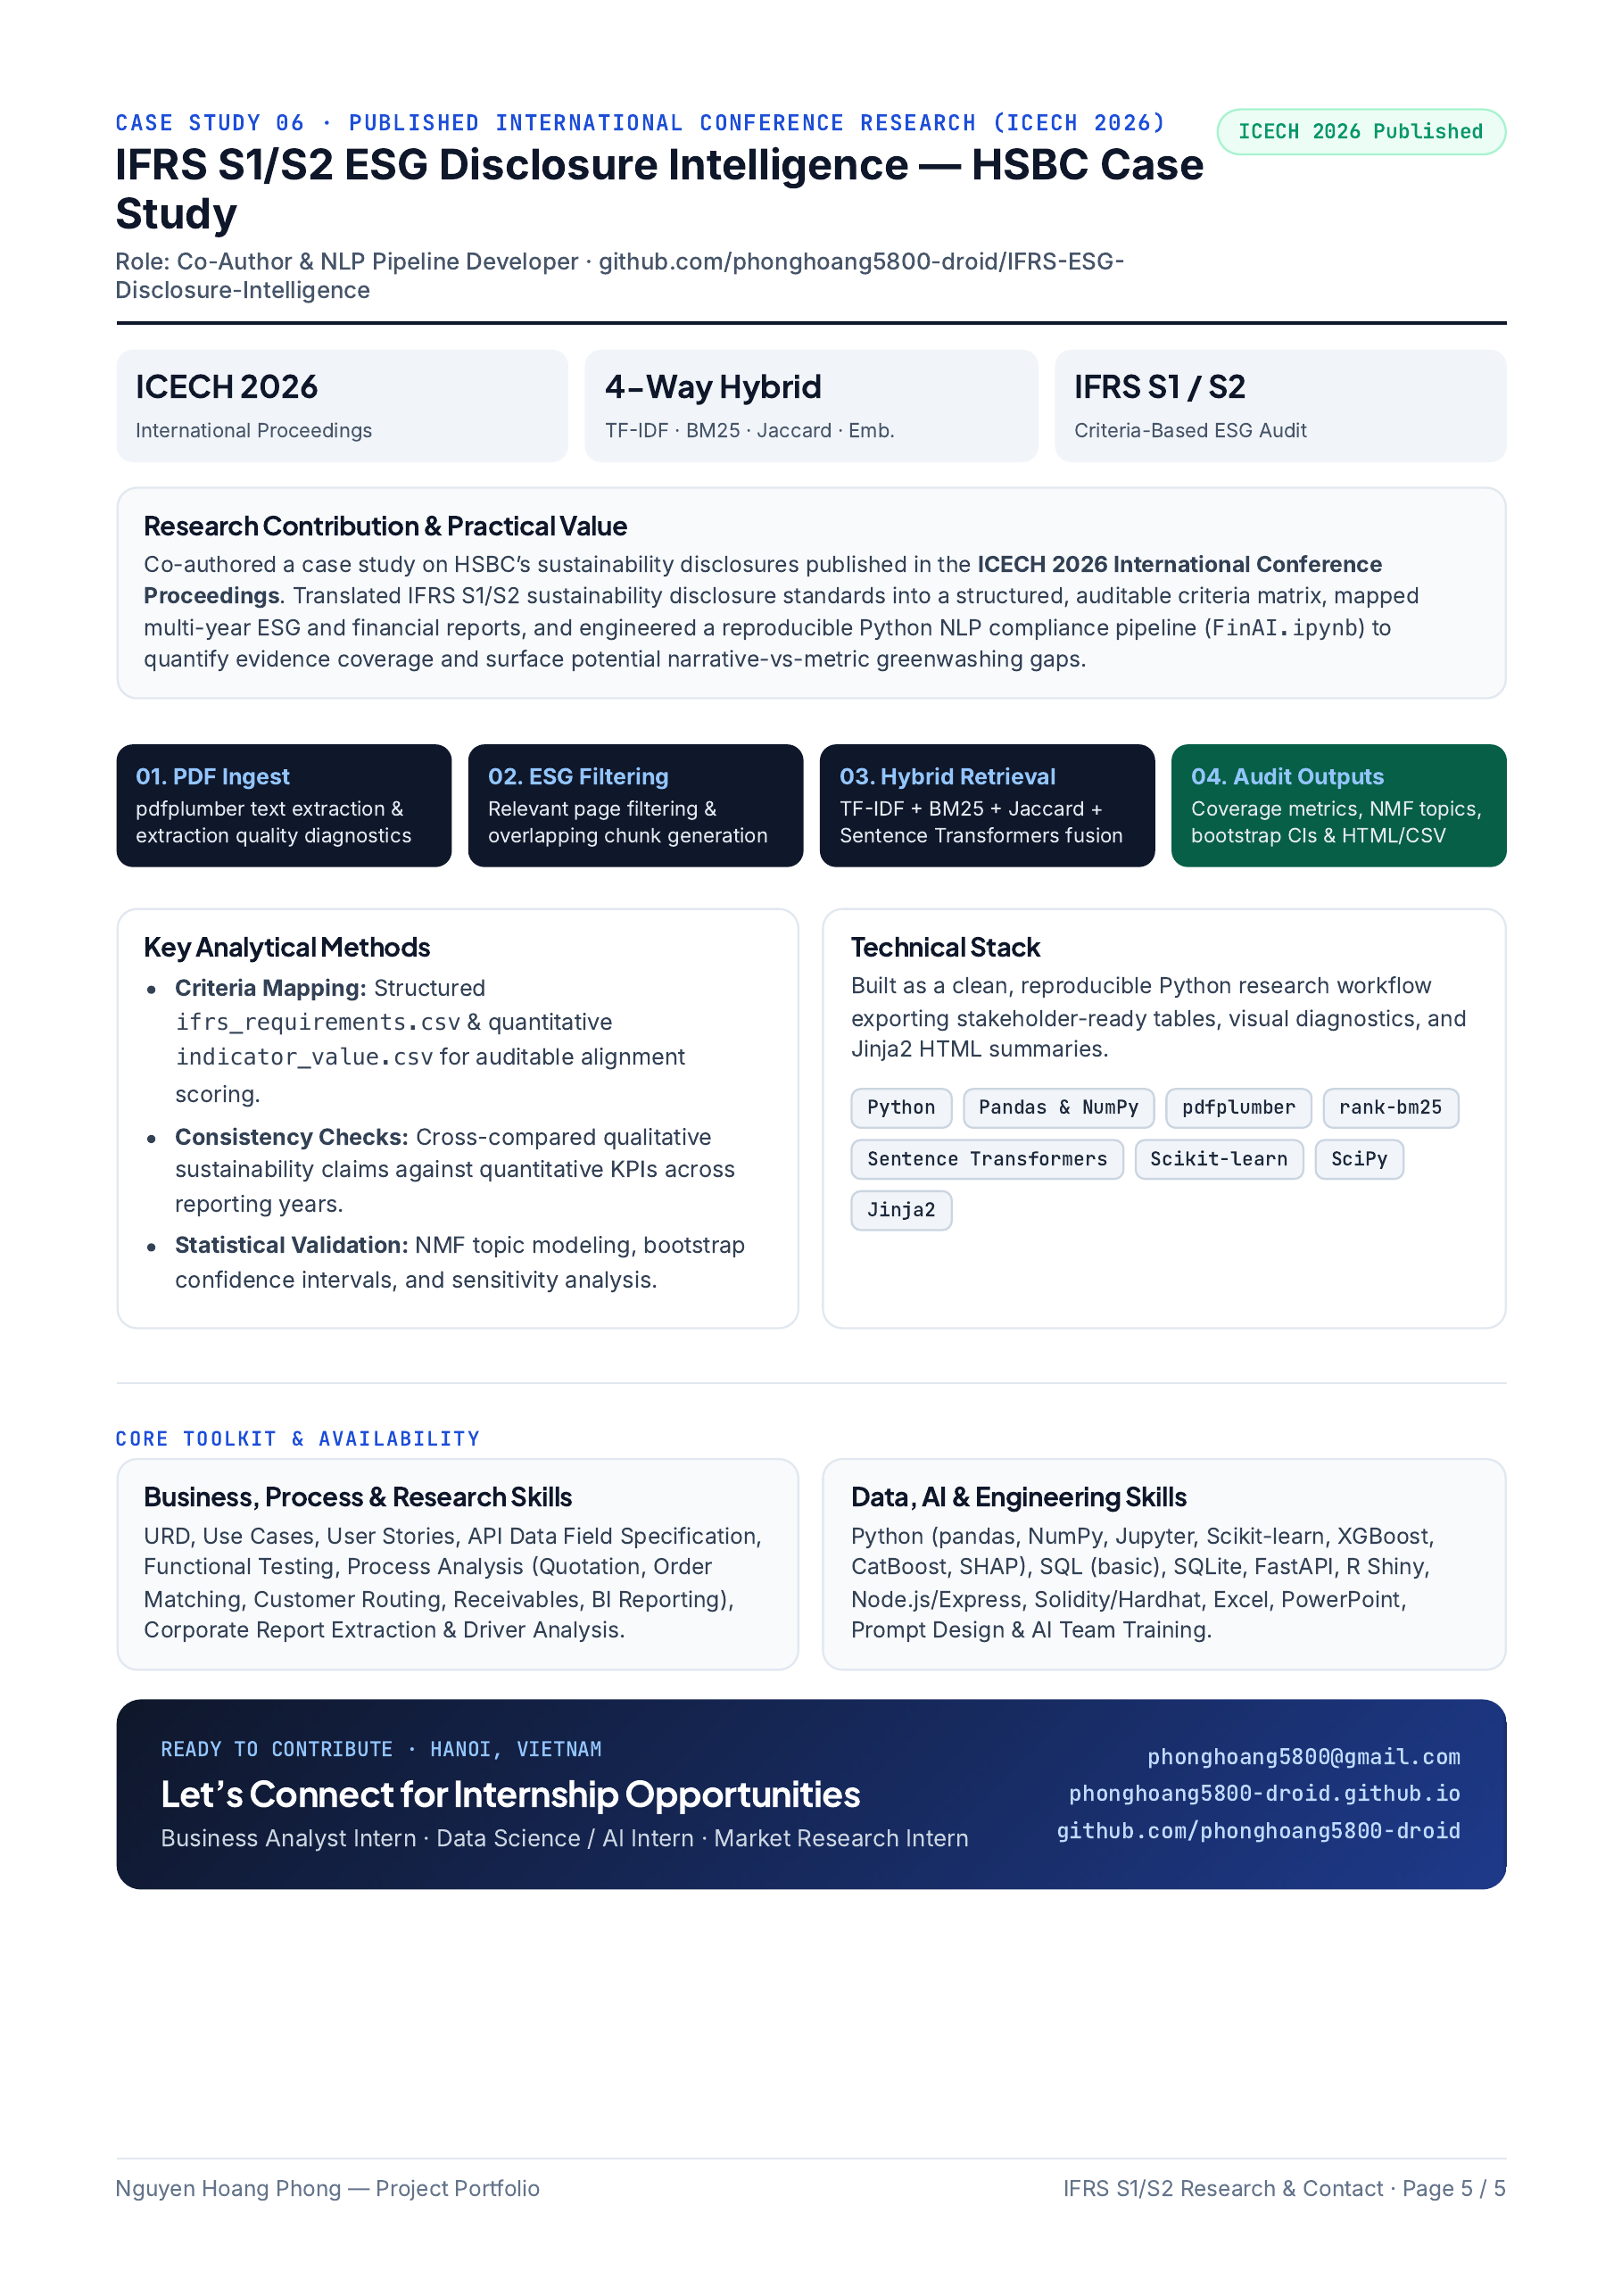 CASE STUDY 06 · PUBLISHED INTERNATIONAL CONFERENCE RESEARCH (ICECH 2026)
ICECH 2026 Published
IFRS S1/S2 ESG Disclosure Intelligence — HSBC Case
Study
Role: Co-Author & NLP Pipeline Developer · github.com/phonghoang5800-droid/IFRS-ESG-
Disclosure-Intelligence
ICECH 2026
International Proceedings
4-Way Hybrid
TF-IDF · BM25 · Jaccard · Emb.
IFRS S1 / S2
Criteria-Based ESG Audit
Research Contribution & Practical Value
Co-authored a case study on HSBC’s sustainability disclosures published in the ICECH 2026 International Conference
Proceedings. Translated IFRS S1/S2 sustainability disclosure standards into a structured, auditable criteria matrix, mapped
multi-year ESG and financial reports, and engineered a reproducible Python NLP compliance pipeline (FinAI.ipynb) to
quantify evidence coverage and surface potential narrative-vs-metric greenwashing gaps.
01. PDF Ingest
pdfplumber text extraction &
extraction quality diagnostics
02. ESG Filtering
Relevant page filtering &
overlapping chunk generation
03. Hybrid Retrieval
TF-IDF + BM25 + Jaccard +
Sentence Transformers fusion
04. Audit Outputs
Coverage metrics, NMF topics,
bootstrap CIs & HTML/CSV
Key Analytical Methods
• Criteria Mapping: Structured
ifrs_requirements.csv & quantitative
indicator_value.csv for auditable alignment
scoring.
• Consistency Checks: Cross-compared qualitative
sustainability claims against quantitative KPIs across
reporting years.
• Statistical Validation: NMF topic modeling, bootstrap
confidence intervals, and sensitivity analysis.
Technical Stack
Built as a clean, reproducible Python research workflow
exporting stakeholder-ready tables, visual diagnostics, and
Jinja2 HTML summaries.
Python Pandas & NumPy pdfplumber rank-bm25
Sentence Transformers Scikit-learn SciPy
Jinja2
CORE TOOLKIT & AVAILABILITY
Business, Process & Research Skills
URD, Use Cases, User Stories, API Data Field Specification,
Functional Testing, Process Analysis (Quotation, Order
Matching, Customer Routing, Receivables, BI Reporting),
Corporate Report Extraction & Driver Analysis.
Data, AI & Engineering Skills
Python (pandas, NumPy, Jupyter, Scikit-learn, XGBoost,
CatBoost, SHAP), SQL (basic), SQLite, FastAPI, R Shiny,
Node.js/Express, Solidity/Hardhat, Excel, PowerPoint,
Prompt Design & AI Team Training.
READY TO CONTRIBUTE · HANOI, VIETNAM
Let’s Connect for Internship Opportunities
Business Analyst Intern · Data Science / AI Intern · Market Research Intern
phonghoang5800@gmail.com
phonghoang5800-droid.github.io
github.com/phonghoang5800-droid
Nguyen Hoang Phong — Project Portfolio
IFRS S1/S2 Research & Contact · Page 5 / 5